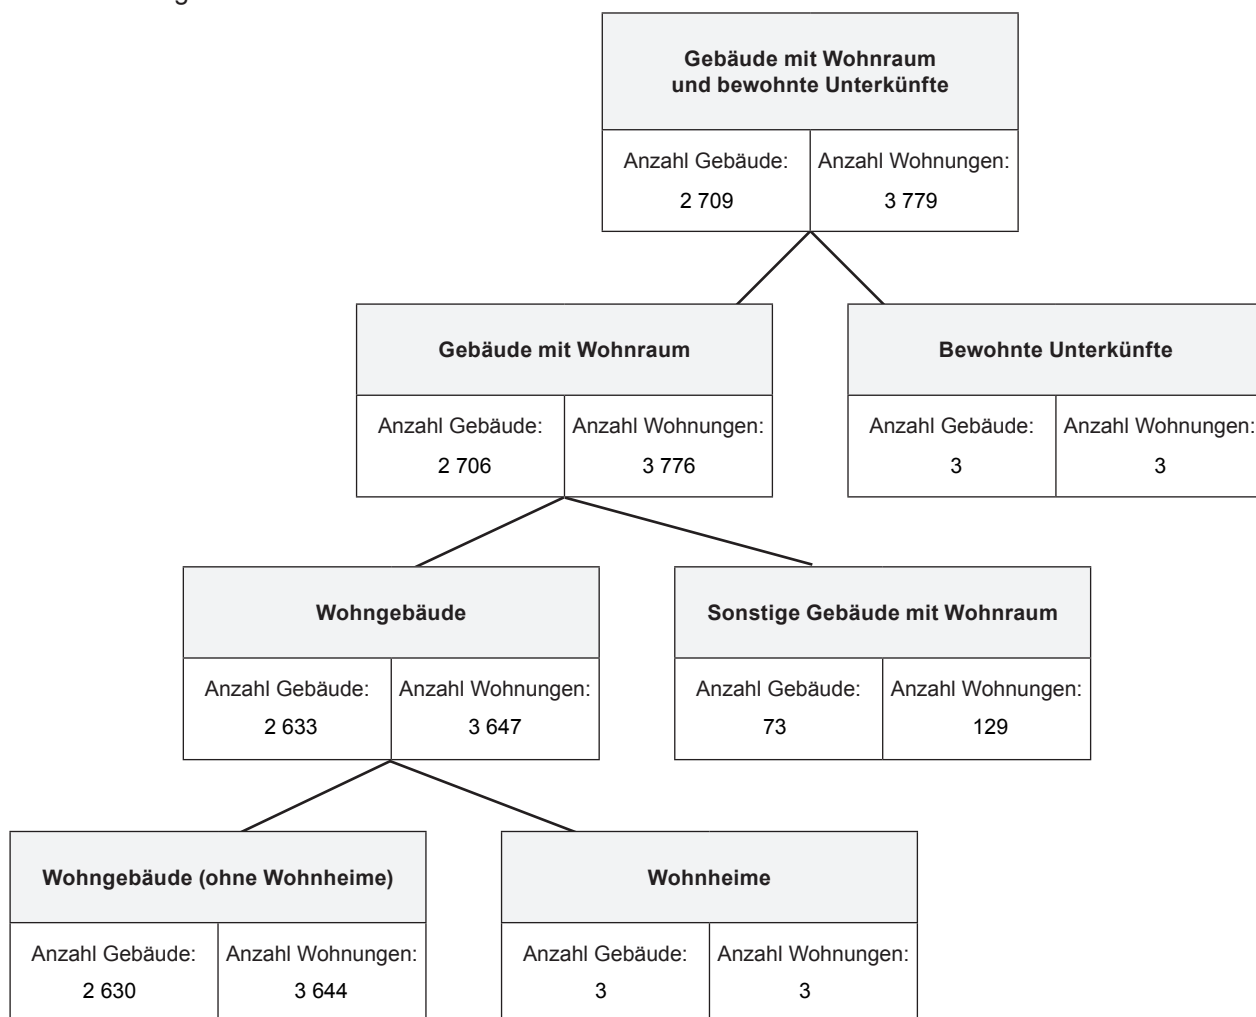 Gebäude mit Wohnraum
und bewohnte Unterkünfte
Anzahl Gebäude: Anzahl Wohnungen:
2 709 3 779
Gebäude mit Wohnraum Bewohnte Unterkünfte
Anzahl Gebäude: Anzahl Wohnungen: Anzahl Gebäude: Anzahl Wohnungen:
2 706 3 776 3 3
Wohngebäude Sonstige Gebäude mit Wohnraum
Anzahl Gebäude: Anzahl Wohnungen: Anzahl Gebäude: Anzahl Wohnungen:
2 633 3 647 73 129
Wohngebäude (ohne Wohnheime) Wohnheime
Anzahl Gebäude: Anzahl Wohnungen: Anzahl Gebäude: Anzahl Wohnungen:
2 630 3 644 3 3